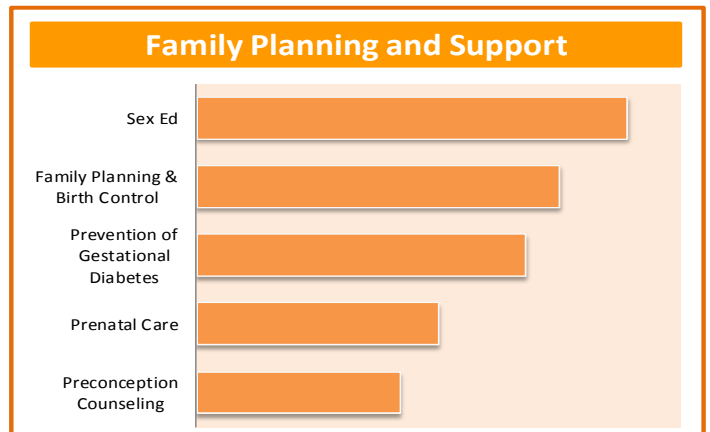 Family Planning and Support
Sex Ed
Family Planning &
Birth Control
Prevention of
Gestational
Diabetes
Prenatal Care
Preconception
Counseling